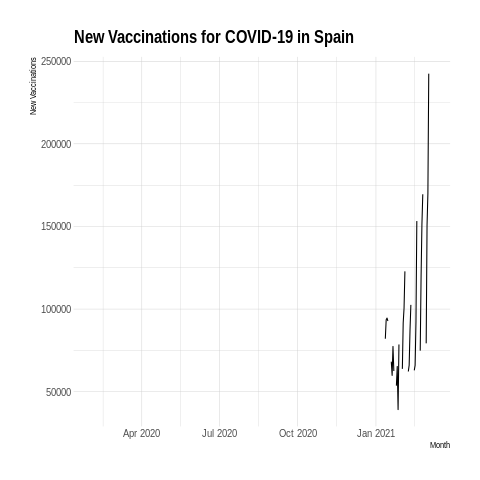 New Vaccinations for COVID-19 in Spain
New Vaccinations
250000
200000
150000
100000
50000
Apr 2020
Jul 2020
Oct 2020
Jan 2021
Month